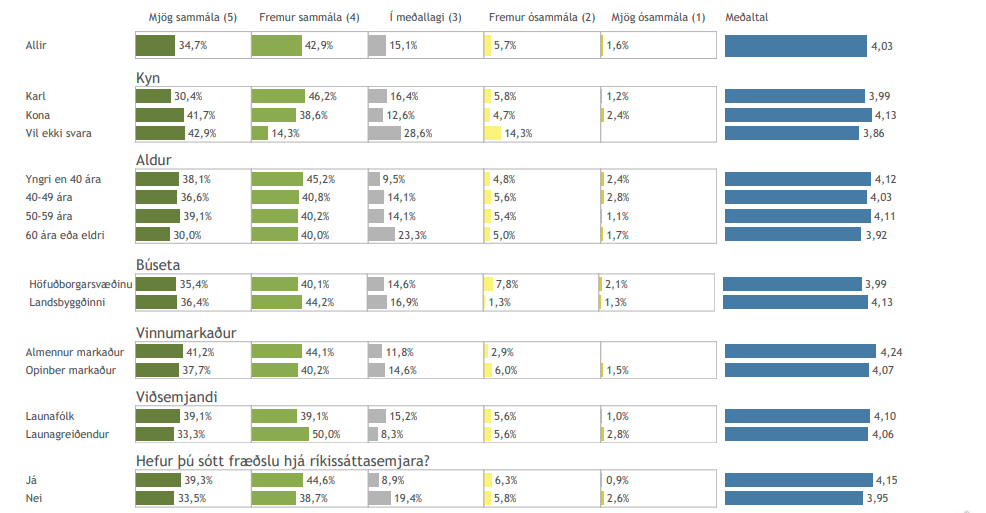 Mjög sammála (5) Fremur sammála (4) Í meðallagi (3) Fremur ósammála (2) Mjög ósammála (1) Meðaltal
Allir 34,7% 42,9% 15,1% 5,7% 1,6% 4,03
Kyn
Karl 30,4% 46,2% 16,4% 5,8% 1,2% 3,99
Kona 41,7% 38,6% 12,6% 4,7% 2,4% 4,13
Vil ekki svara 42,9% 14,3% 28,6% 14,3% 3,86
Aldur
Yngri en 40 ára 38,1% 45,2% 9,5% 4,8% 2,4% 4,12
40-49 ára 36,6% 40,8% 14,1% 5,6% 2,8% 4,03
50-59 ára 39,1% 40,2% 14,1% 5,4% 1,1% 4,11
60 ára eða eldri 30,0% 40,0% 23,3% 5,0% 1,7% 3,92
Búseta
Höfuðborgarsvæðinu 35,4% 40,1% 14,6% 7,8% 2,1% 3,99
Landsbyggðinni 36,4% 44,2% 16,9% 1,3% 1,3% 4,13
Vinnumarkaður
Almennur markaður 41,2% 44,1% 11,8% 2,9% 4,24
Opinber markaður 37,7% 40,2% 14,6% 6,0% 1,5% 4,07
Viðsemjandi
Launafólk 39,1% 39,1% 15,2% 5,6% 1,0% 4,10
Launagreiðendur 33,3% 50,0% 8,3% 5,6% 2,8% 4,06
Hefur þú sótt fræðslu hjá ríkissáttasemjara?
Já 39,3% 44,6% 8,9% 6,3% 0,9% 4,15
Nei 33,5% 38,7% 19,4% 5,8% 2,6% 3,95